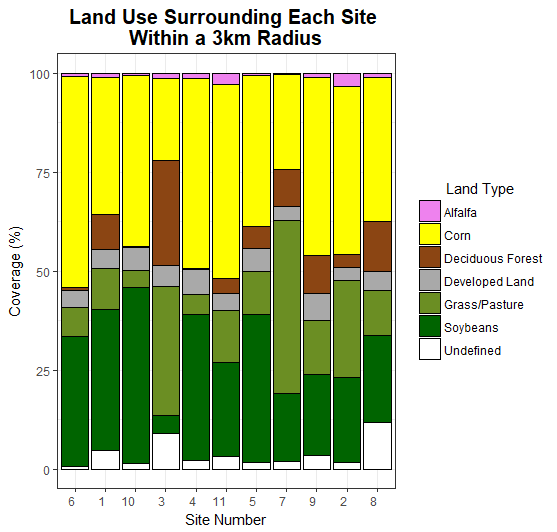 Land Use Surrounding Each Site
Within a 3km Radius
100
75
50
25
0
Coverage (%)
6 1 10 3 4 11 5 7 9 2 8
Site Number
Land Type
Alfalfa
Corn
Deciduous Forest
Developed Land
Grass/Pasture
Soybeans
Undefined